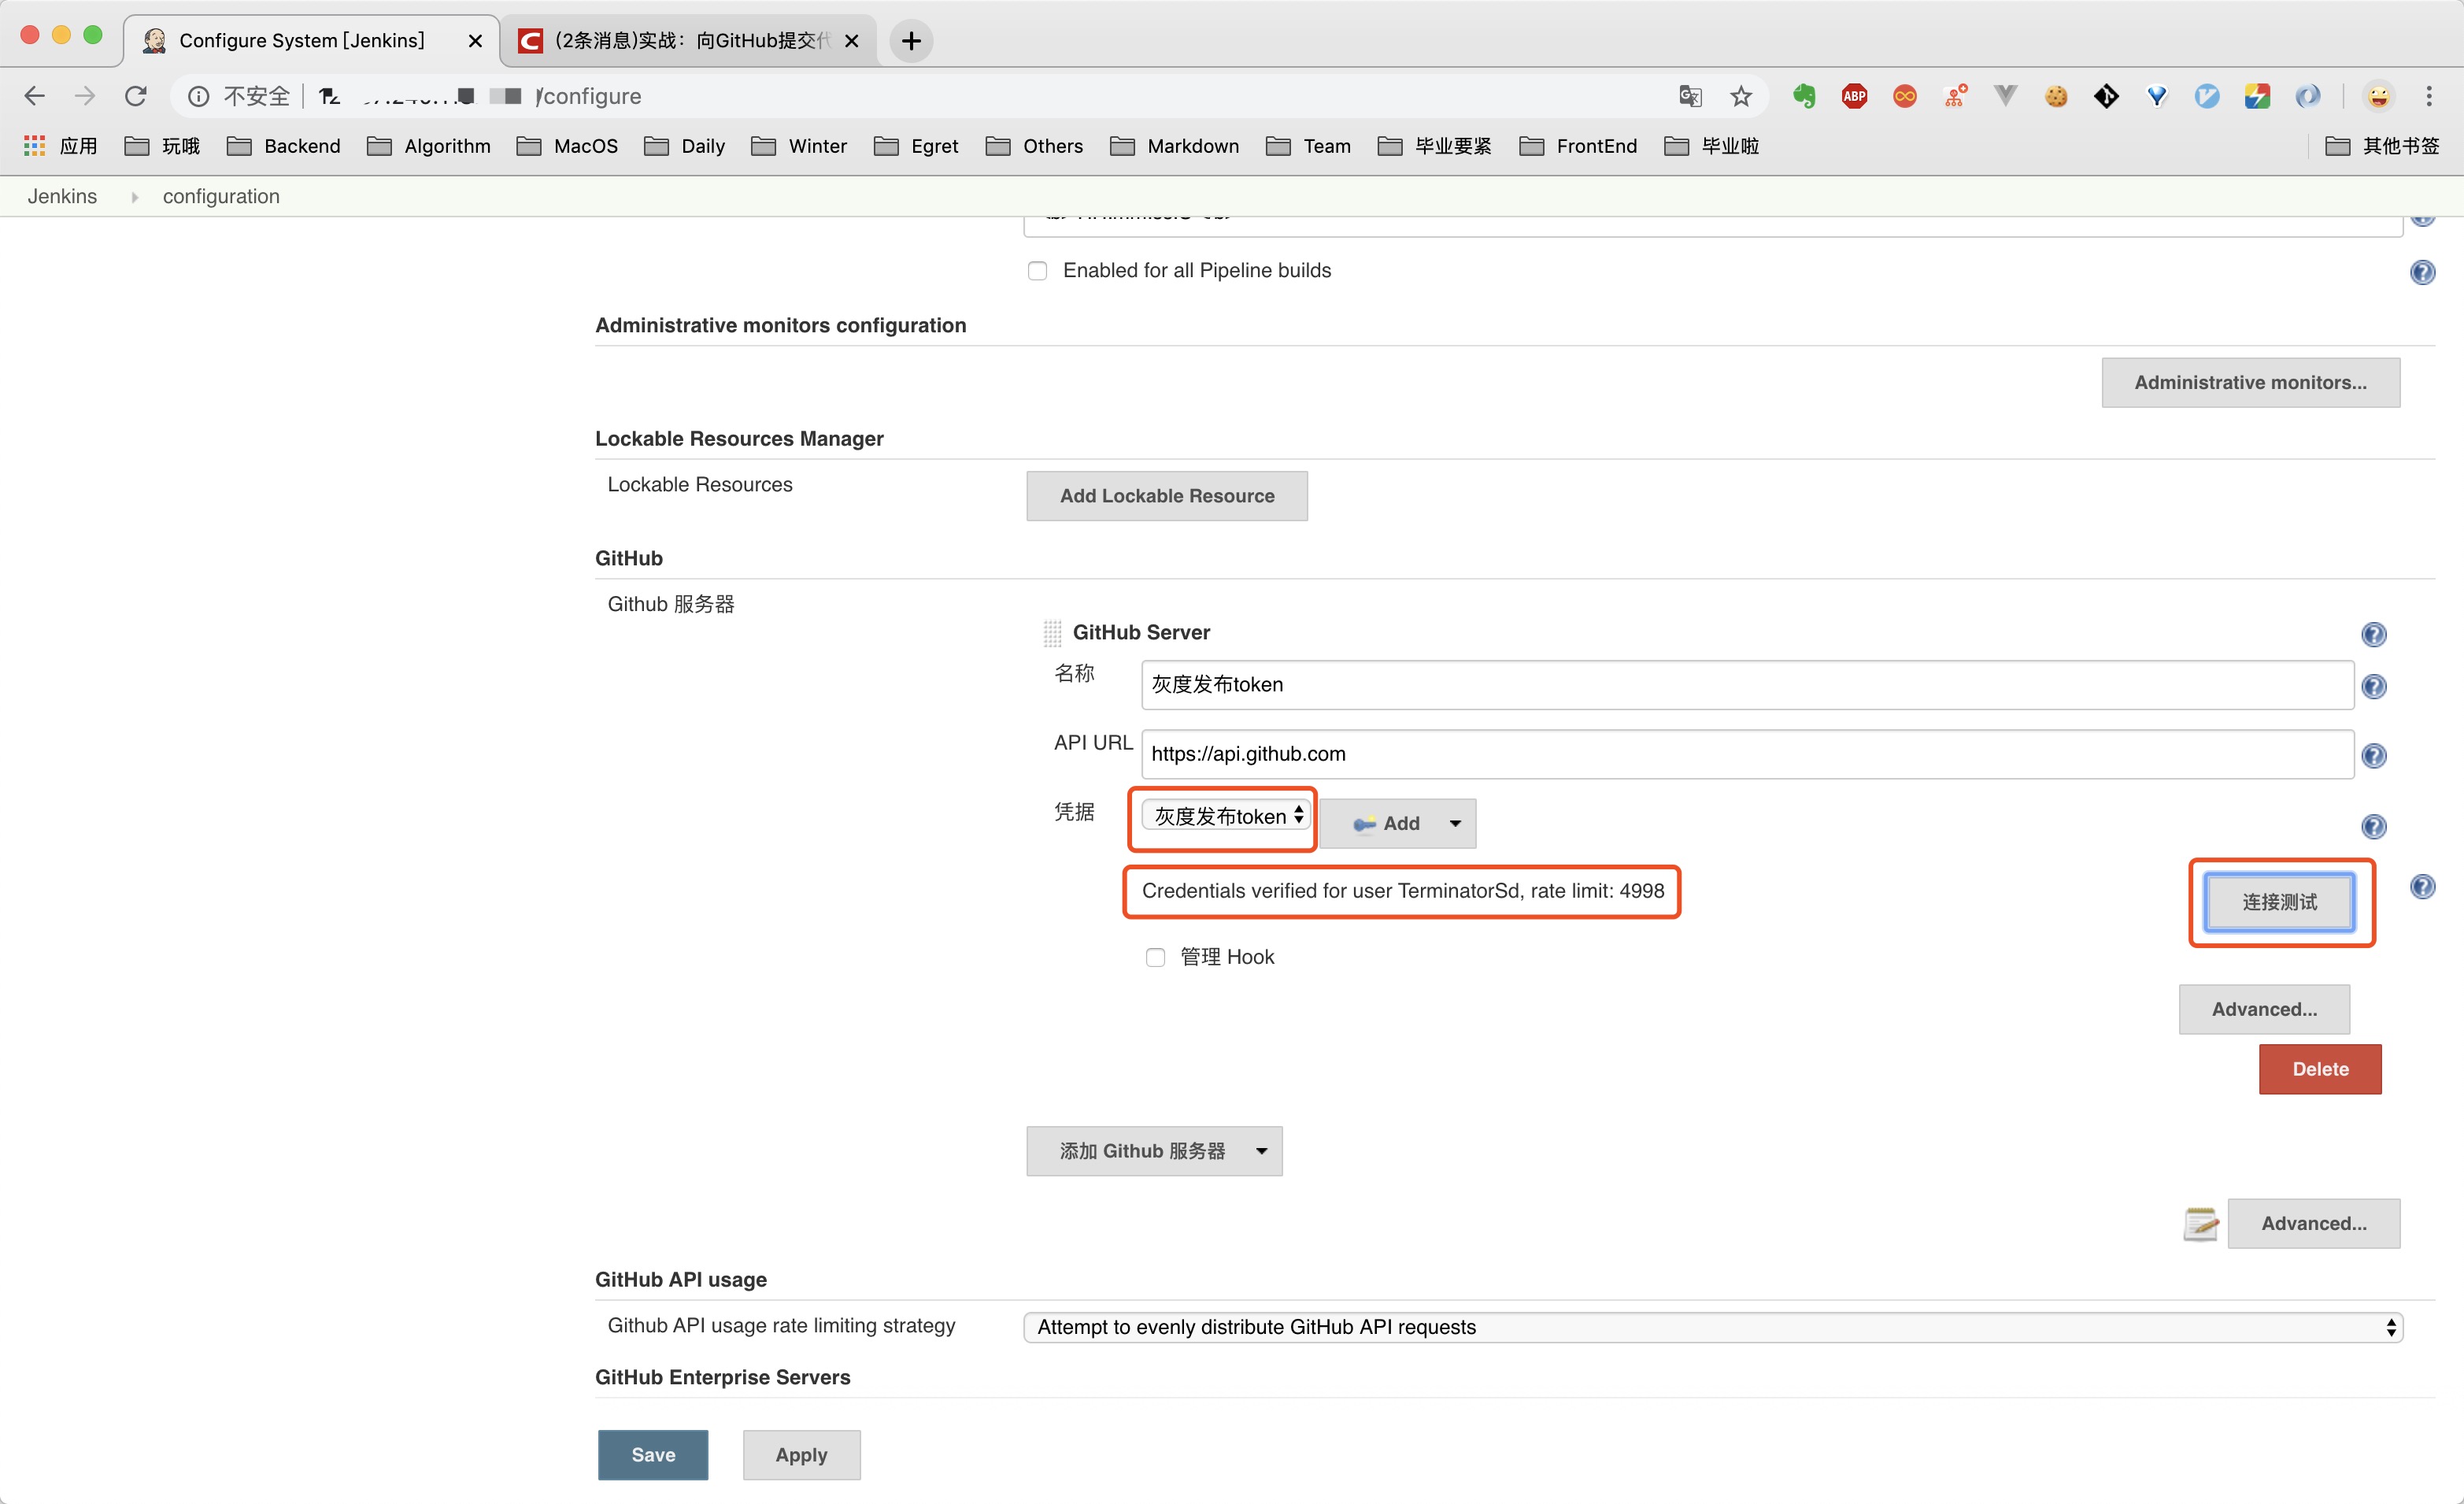 Configure System [Jenkins]
(2条消息)实战：向GitHub提交代
不安全
/configure
ABP
应用
玩哦
Backend
Algorithm
MacOS
Daily
Winter
Egret
Others
Markdown
Team
毕业要紧
FrontEnd
毕业啦
其他书签
Jenkins
configuration
Enabled for all Pipeline builds
Administrative monitors configuration
Administrative monitors...
Lockable Resources Manager
Lockable Resources
Add Lockable Resource
GitHub
Github 服务器
GitHub Server
名称
灰度发布token
API URL
https://api.github.com
凭据
灰度发布token
Add
Credentials verified for user TerminatorSd, rate limit: 4998
连接测试
管理 Hook
Advanced...
Delete
添加 Github 服务器
Advanced...
GitHub API usage
Github API usage rate limiting strategy
Attempt to evenly distribute GitHub API requests
GitHub Enterprise Servers
Save
Apply